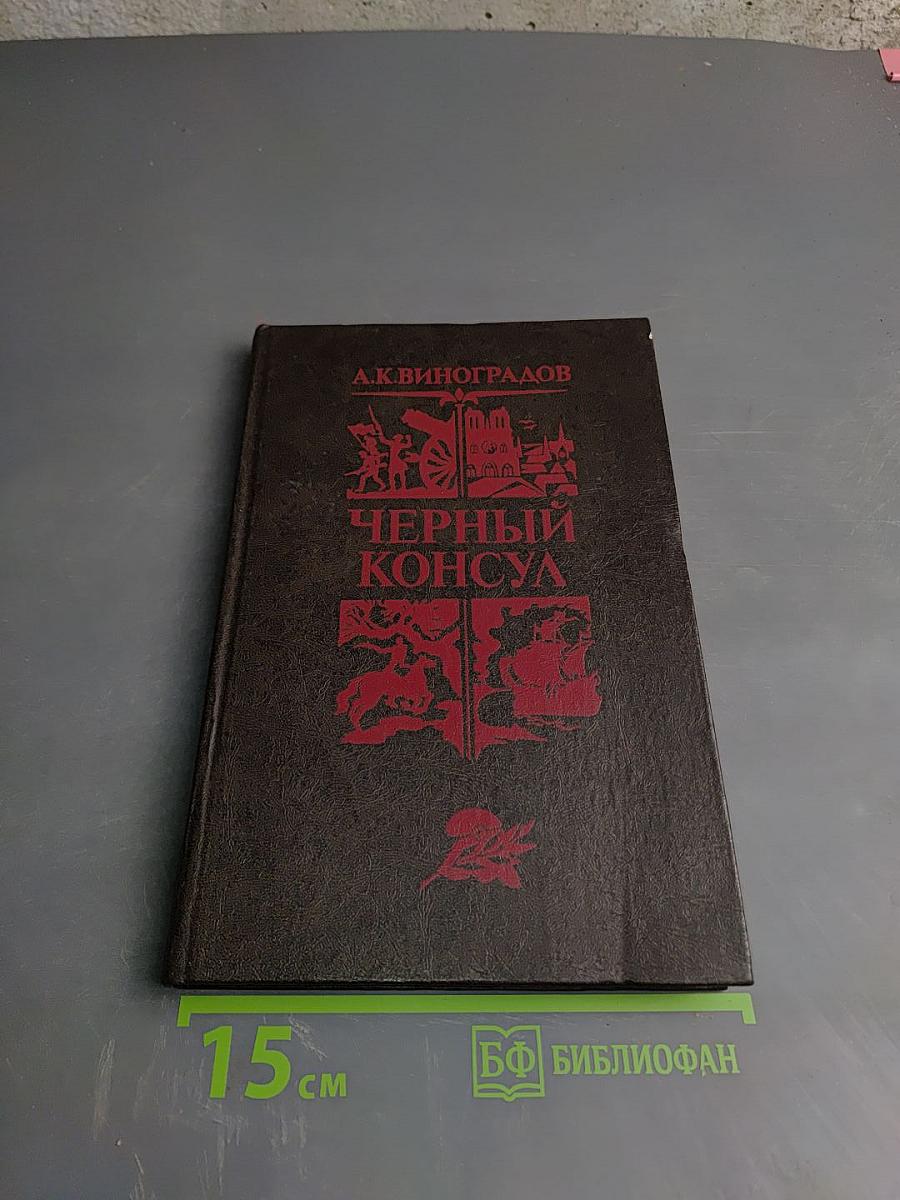 А.К.ВИНОГРАДОВ
ЧЕРНЫЙ
КОНСУЛ
15 см
БФ БИБЛИОФАН